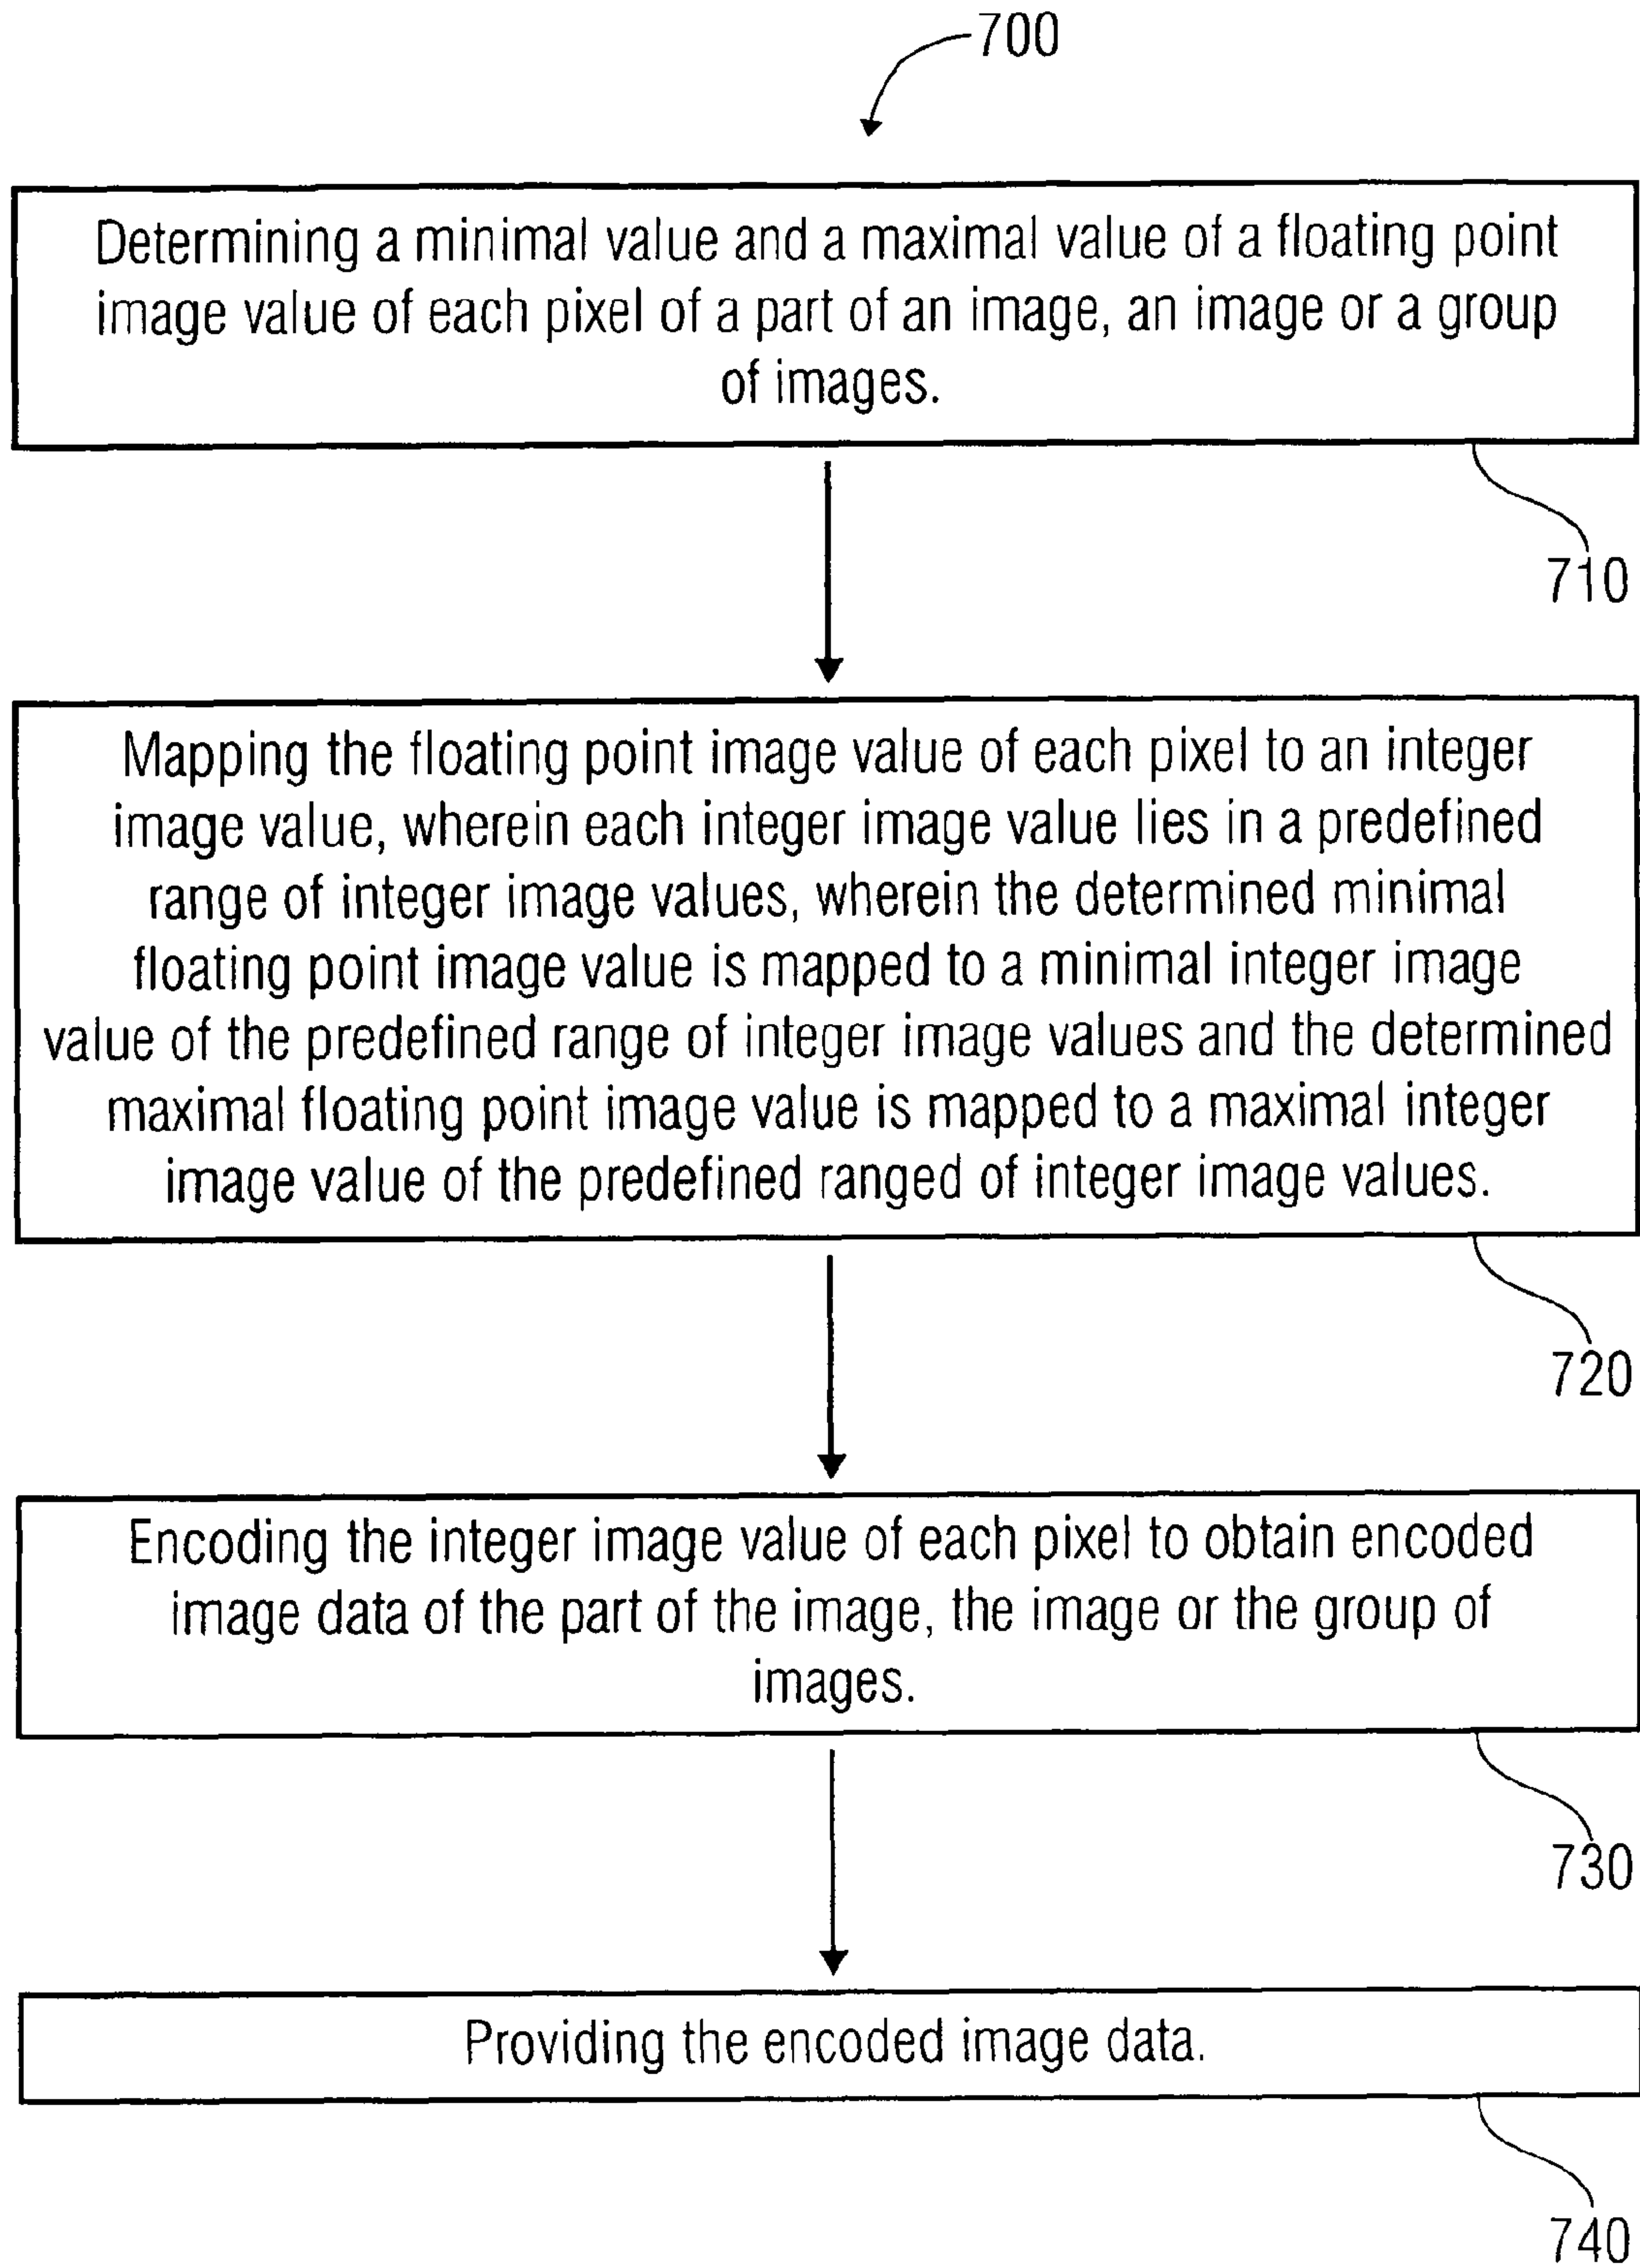 700
Determining a minimal value and a maximal value of a floating point
image value of each pixel of a part of an image, an image or a group
of images.
710
Mapping the floating point image value of each pixel to an integer
image value, wherein each integer image value lies in a predefined
range of integer image values, wherein the determined minimal
floating point image value is mapped to a minimal integer image
value of the predefined range of integer image values and the determined
maximal floating point image value is mapped to a maximal integer
image value of the predefined ranged of integer image values.
720
Encoding the integer image value of each pixel to obtain encoded
image data of the part of the image, the image or the group of
images.
730
Providing the encoded image data.
740